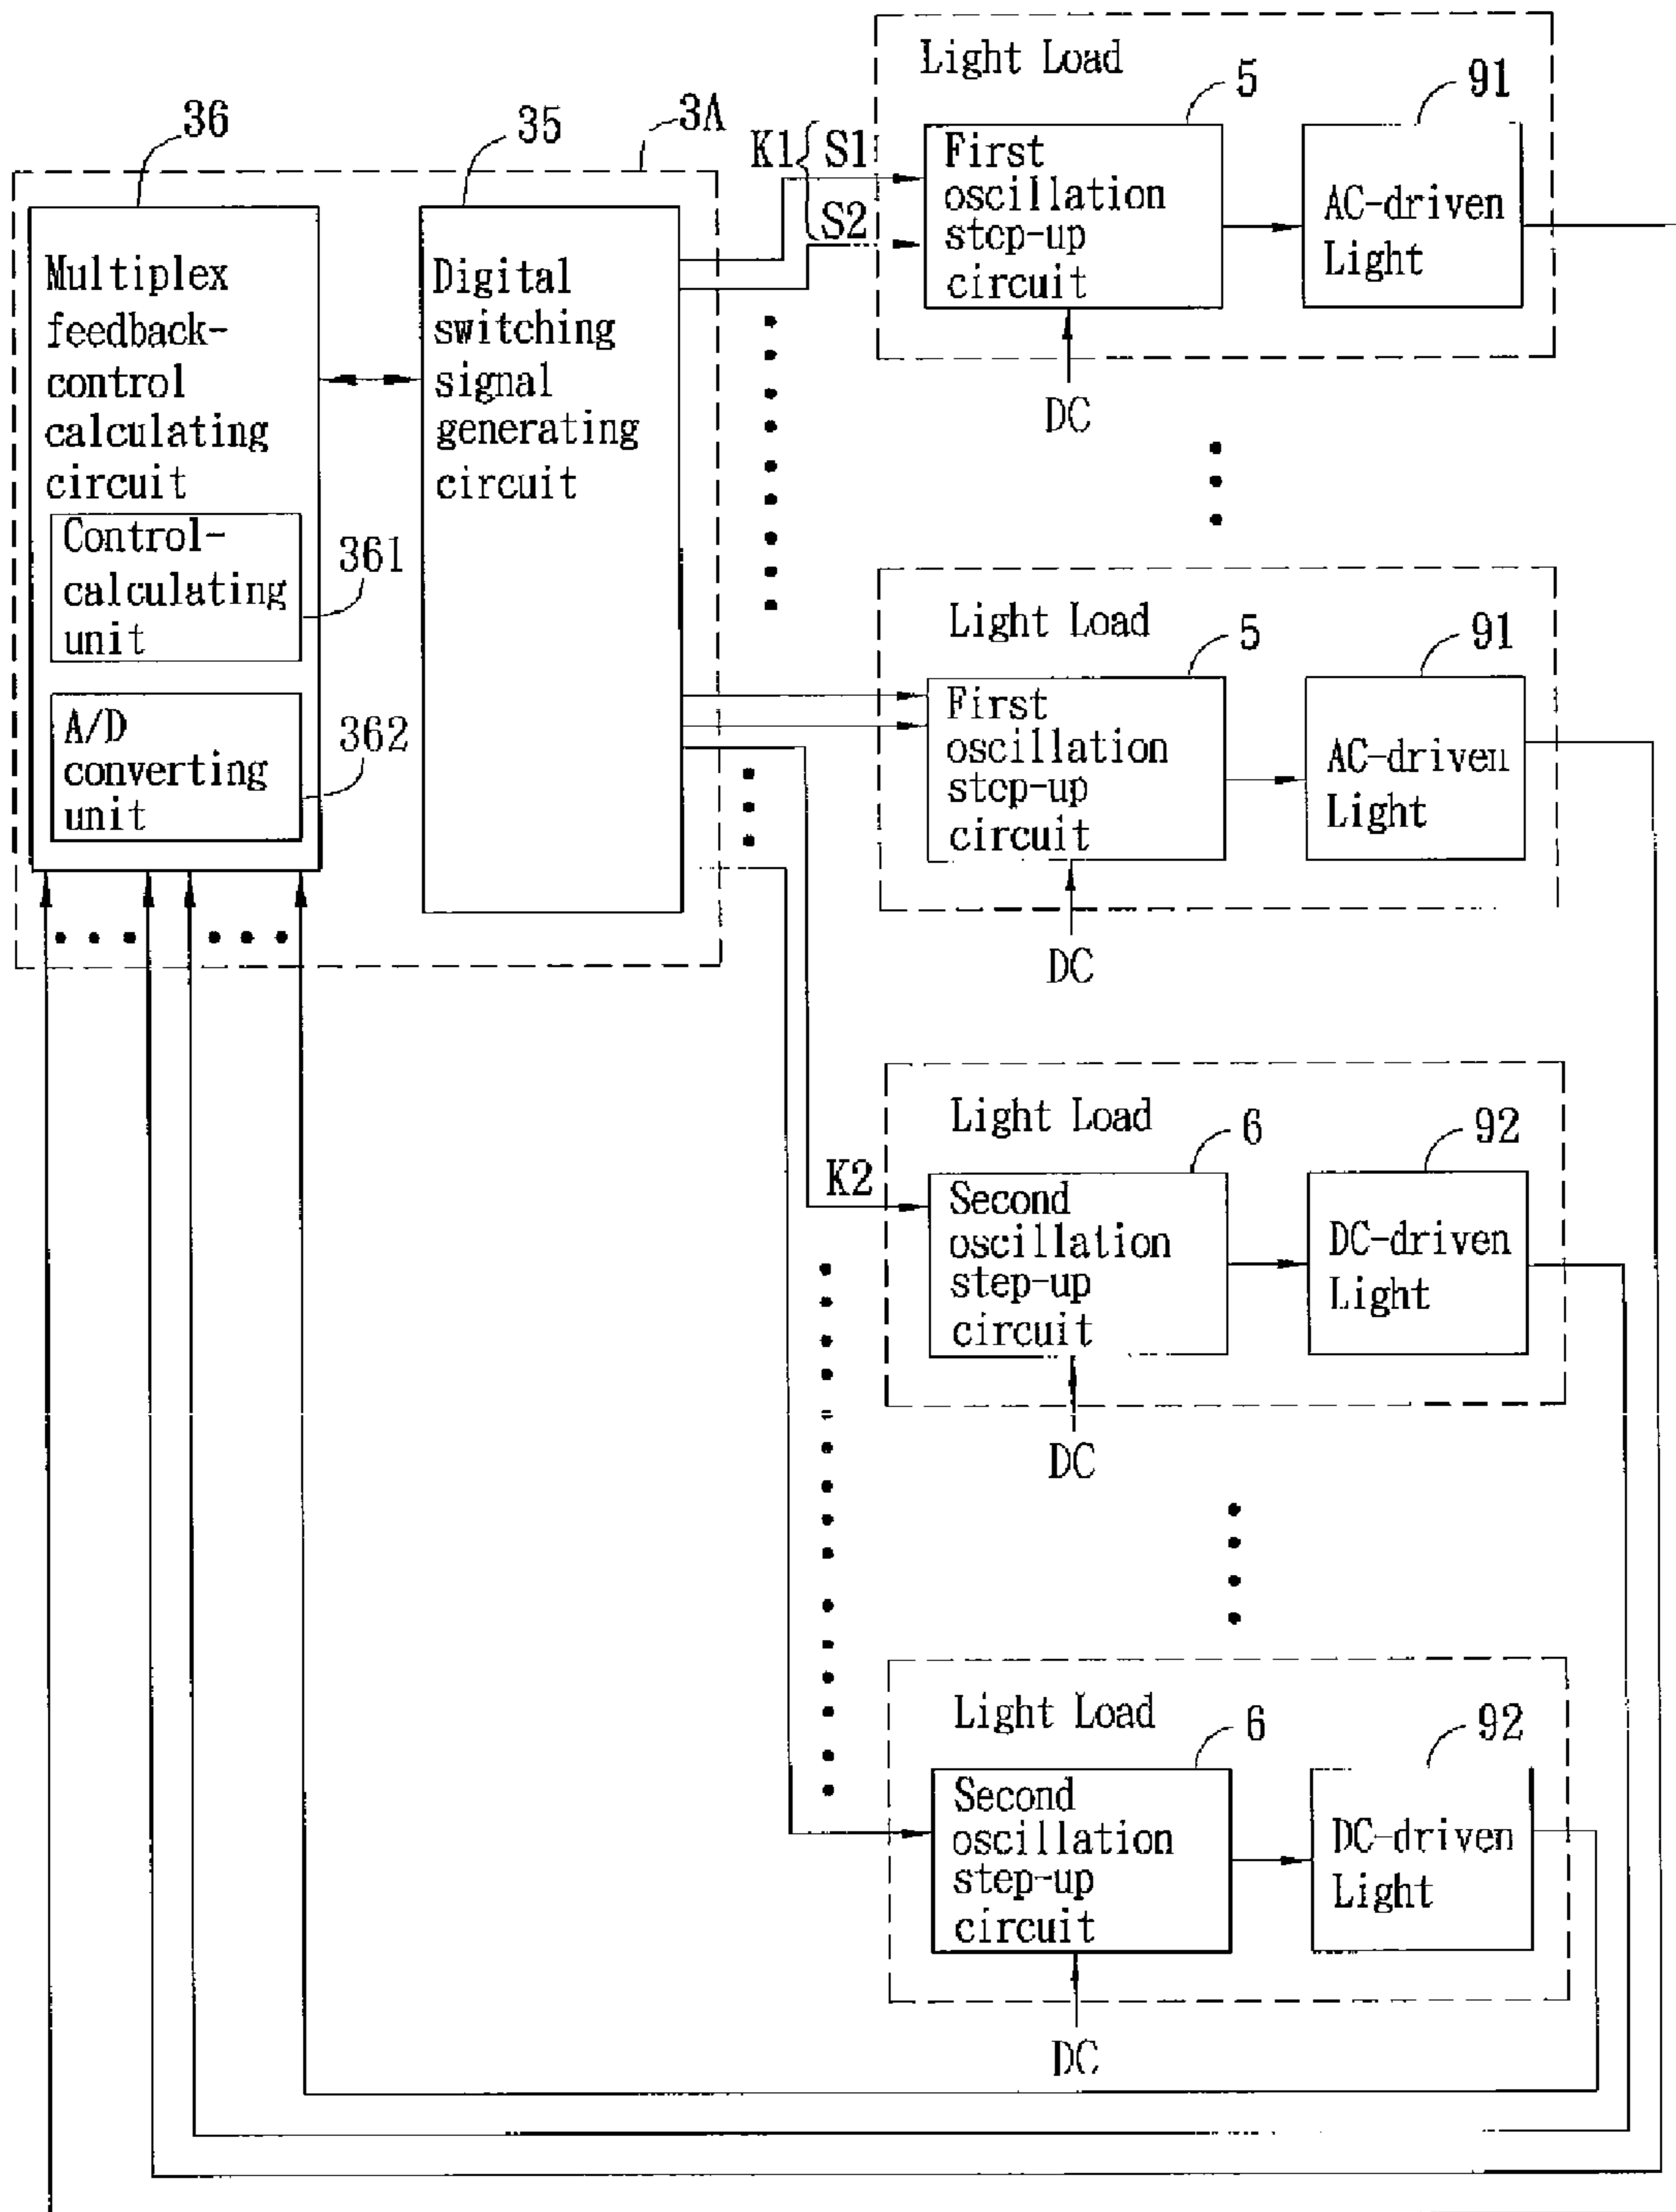 36
35
3A
Multiplex
feedback-
control
calculating
circuit
Control-
calculating
unit
361
A/D
converting
unit
362
Digital
switching
signal
generating
circuit
K1{ S1
S2
Light Load
5
91
First
oscillation
step-up
circuit
AC-driven
Light
DC
Light Load
5
91
First
oscillation
step-up
circuit
AC-driven
Light
DC
K2
Light Load
6
92
Second
oscillation
step-up
circuit
DC-driven
Light
DC
Light Load
6
92
Second
oscillation
step-up
circuit
DC-driven
Light
DC